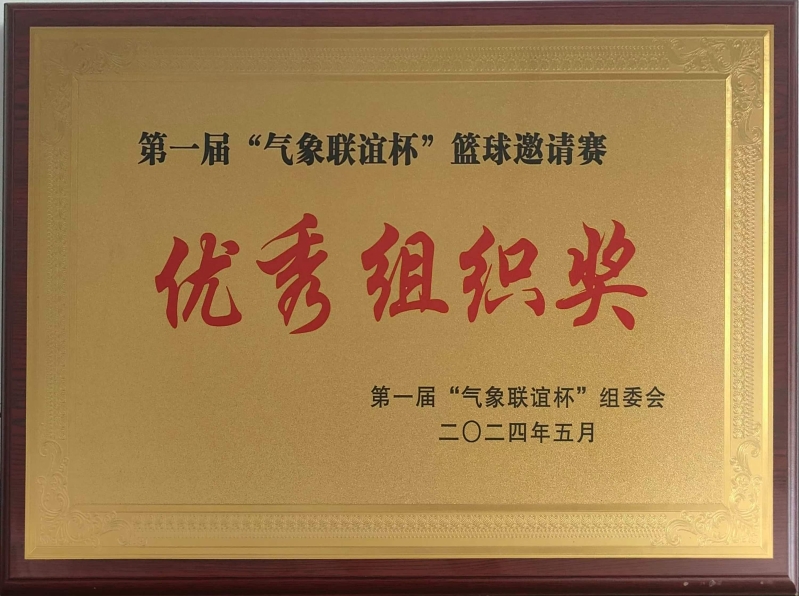 第一届“气象联谊杯”篮球邀请赛
优秀组织奖
第一届“气象联谊杯”组委会
二〇二四年五月